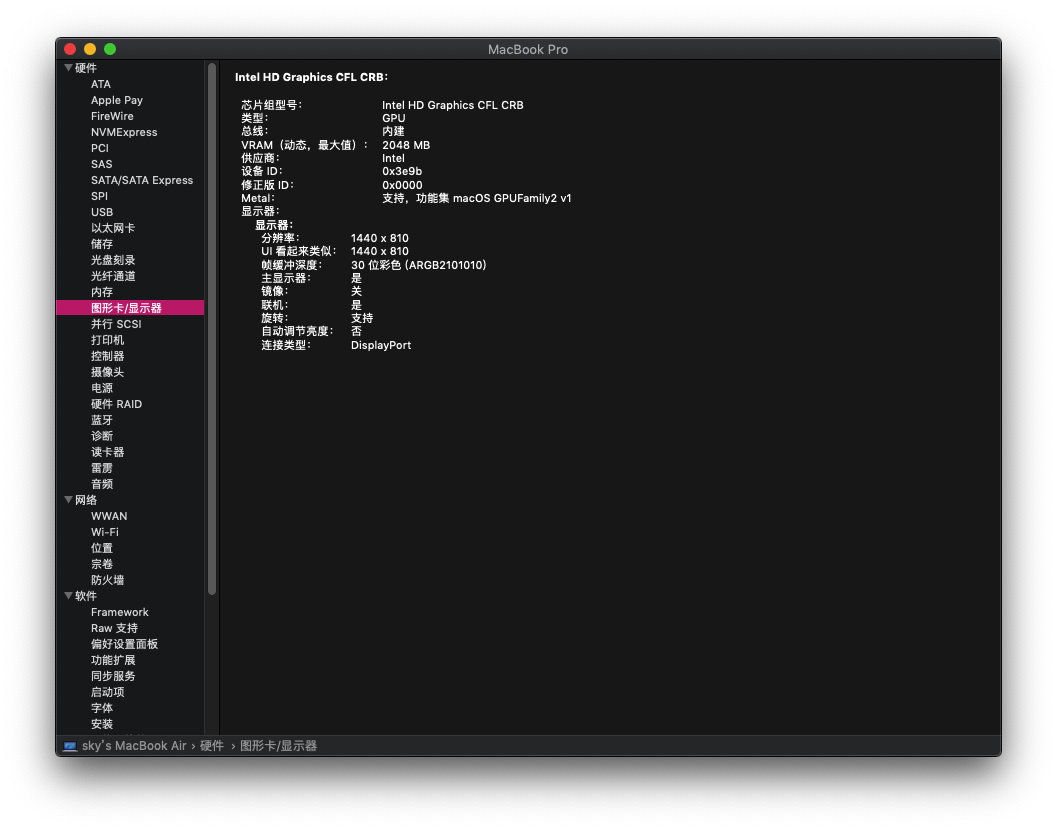 MacBook Pro
硬件
ATA
Apple Pay
FireWire
NVMExpress
PCI
SAS
SATA/SATA Express
SPI
USB
以太网卡
储存
光盘刻录
光纤通道
内存
图形卡/显示器
并行 SCSI
打印机
控制器
摄像头
电源
硬件 RAID
蓝牙
诊断
读卡器
雷雳
音频
网络
WWAN
Wi-Fi
位置
宗卷
防火墙
软件
Framework
Raw 支持
偏好设置面板
功能扩展
同步服务
启动项
字体
安装
Intel HD Graphics CFL CRB:
芯片组型号： Intel HD Graphics CFL CRB
类型： GPU
总线： 内建
VRAM（动态，最大值）： 2048 MB
供应商： Intel
设备 ID： 0x3e9b
修正版 ID： 0x0000
Metal： 支持，功能集 macOS GPUFamily2 v1
显示器：
显示器：
分辨率： 1440 x 810
UI 看起来类似： 1440 x 810
帧缓冲深度： 30 位彩色 (ARGB2101010)
主显示器： 是
镜像： 关
联机： 是
旋转： 支持
自动调节亮度： 否
连接类型： DisplayPort
sky's MacBook Air › 硬件 › 图形卡/显示器